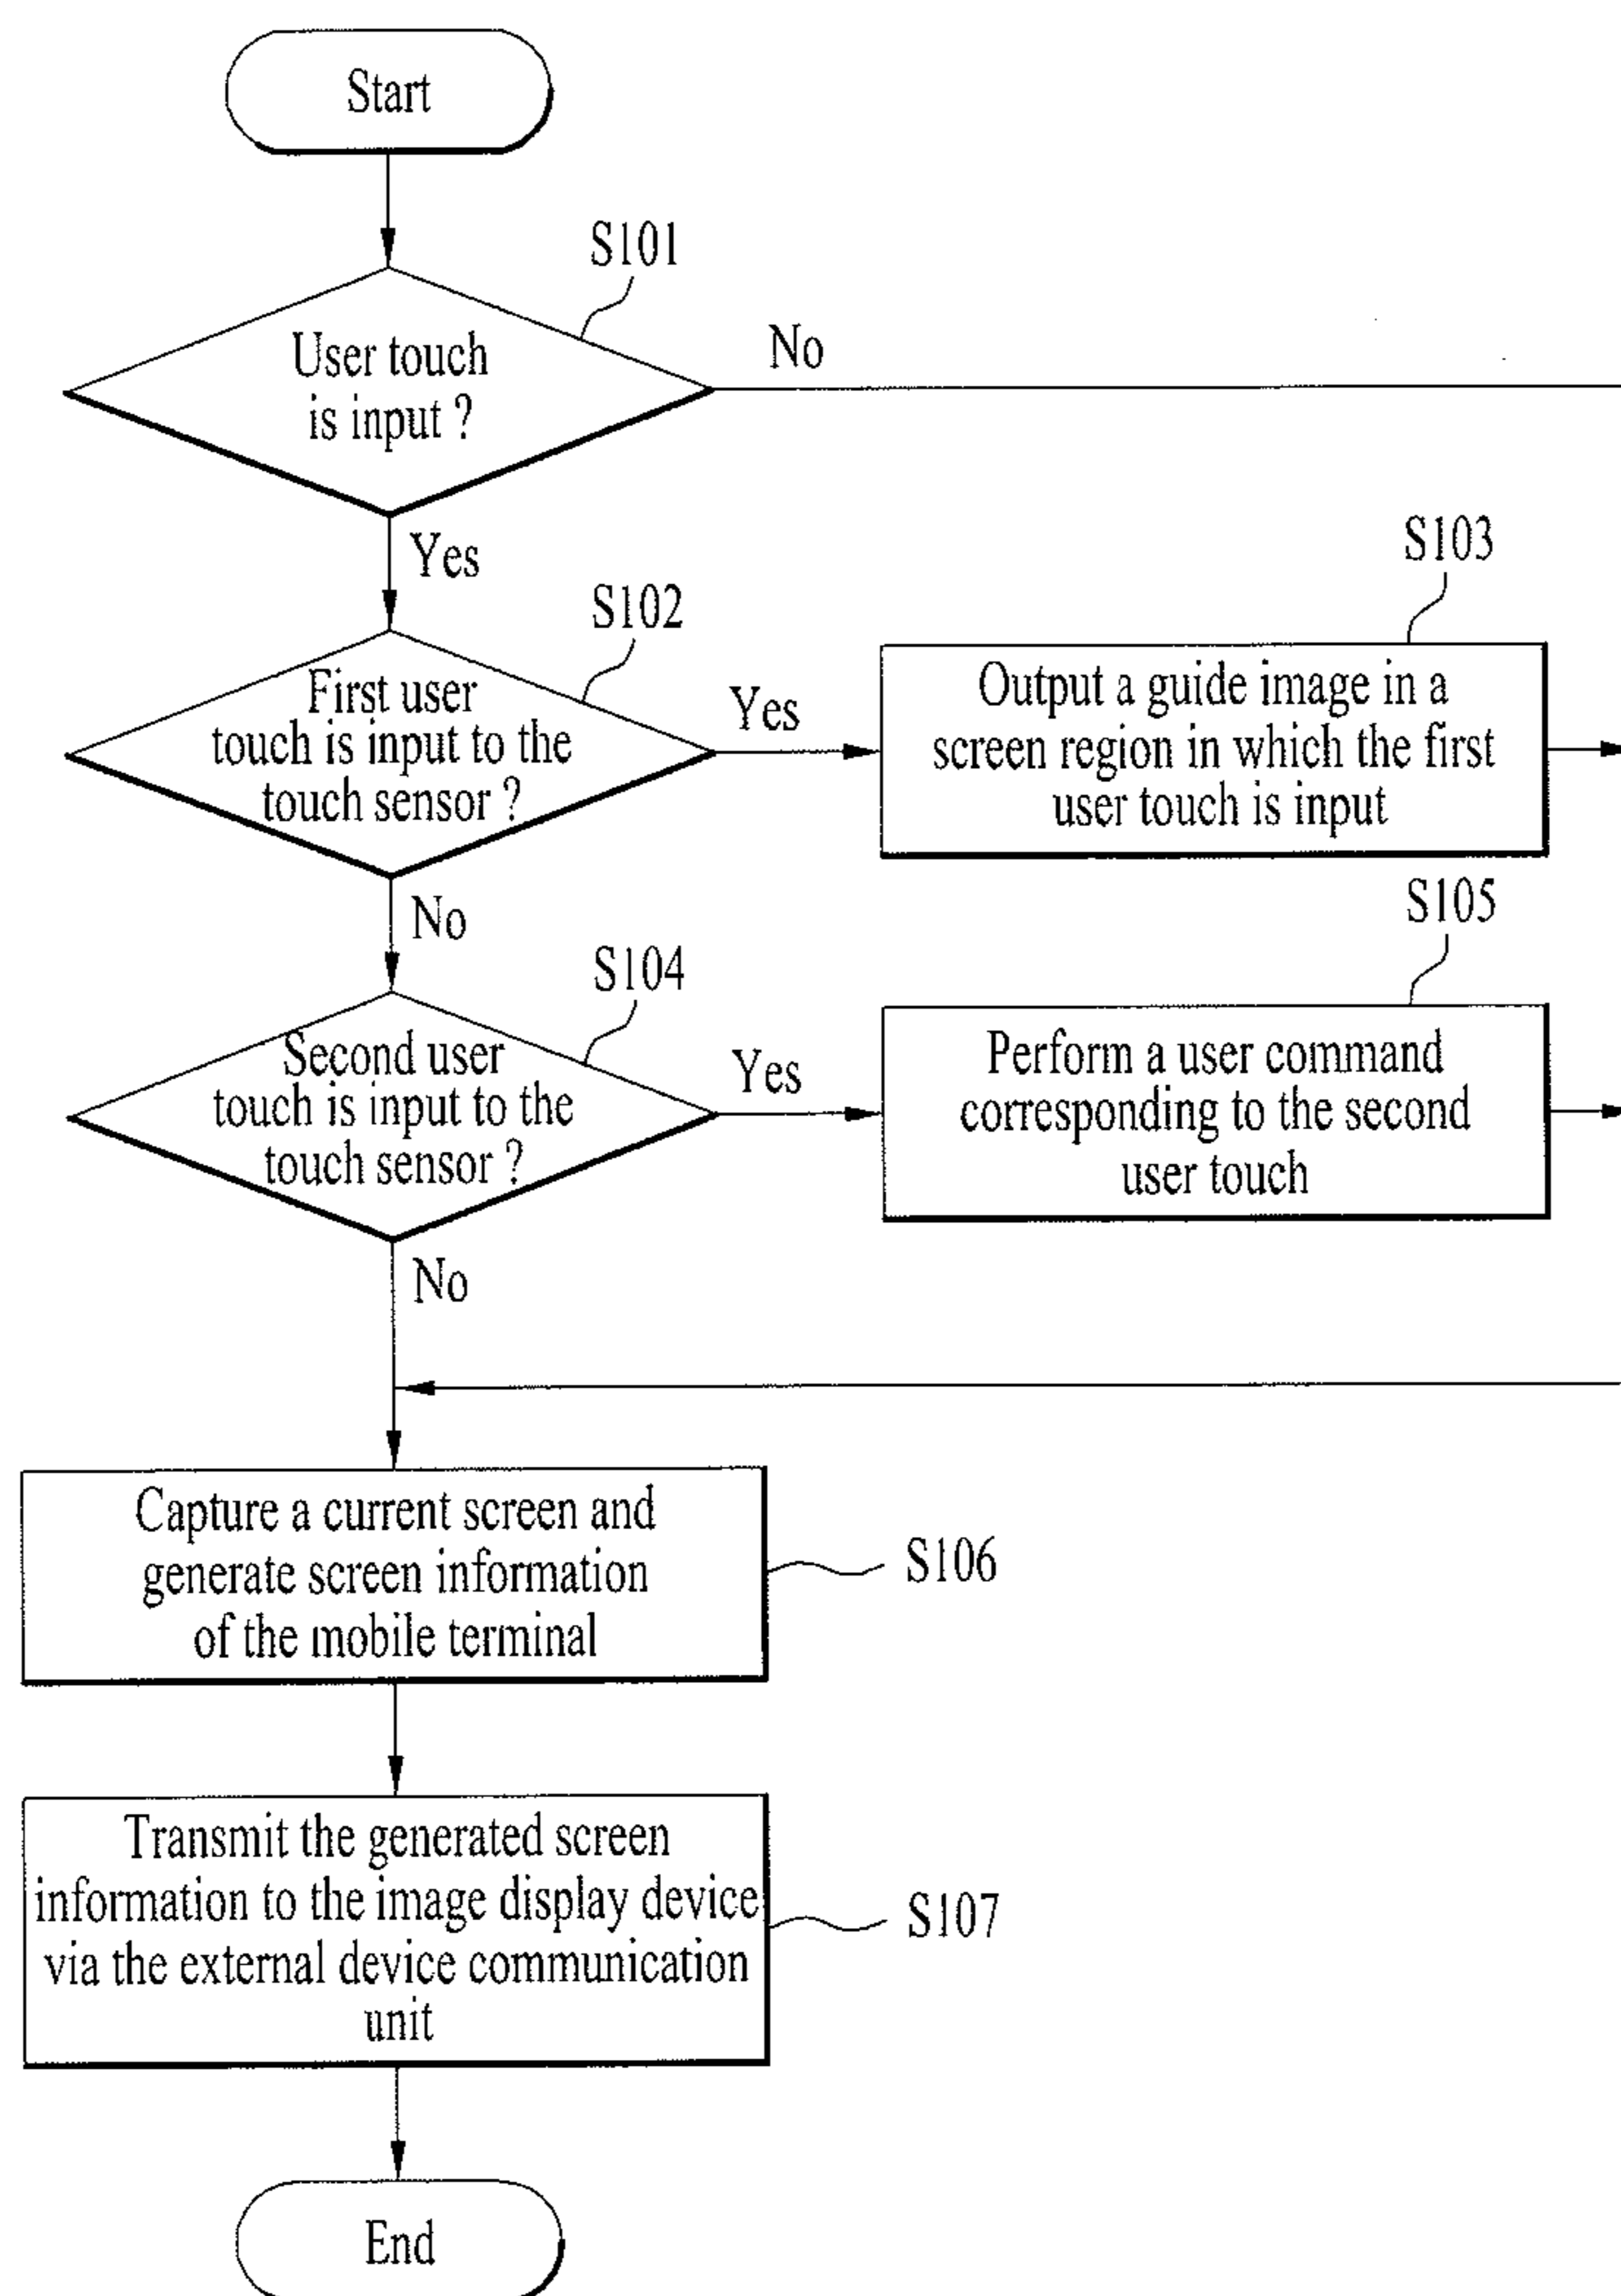 Start
S101
User touch
is input ?
No
Yes
S102
First user
touch is input to the
touch sensor ?
Yes
S103
Output a guide image in a
screen region in which the first
user touch is input
No
S104
Second user
touch is input to the
touch sensor ?
Yes
S105
Perform a user command
corresponding to the second
user touch
No
Capture a current screen and
generate screen information
of the mobile terminal
S106
Transmit the generated screen
information to the image display device
via the external device communication
unit
S107
End